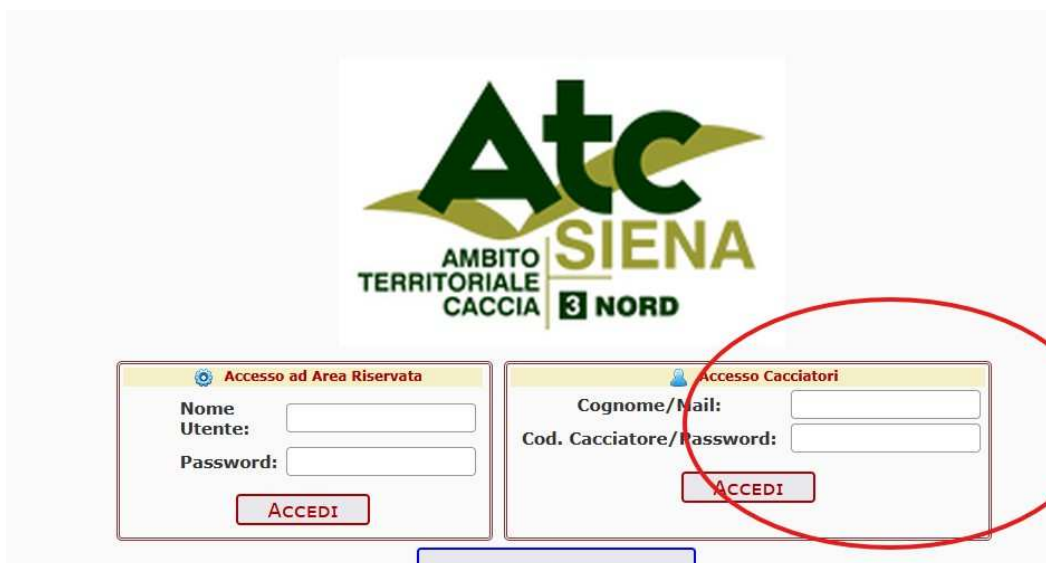 Atc
SIENA
AMBITO
TERRITORIALE
CACCIA
3 NORD
Accesso ad Area Riservata
Nome
Utente:
Password:
ACCEDI
Accesso Cacciatori
Cognome/Mail:
Cod. Cacciatore/Password:
ACCEDI